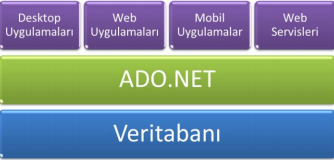 Desktop
Uygulamaları
Web
Uygulamaları
Mobil
Uygulamalar
Web
Servisleri
ADO.NET
Veritabanı